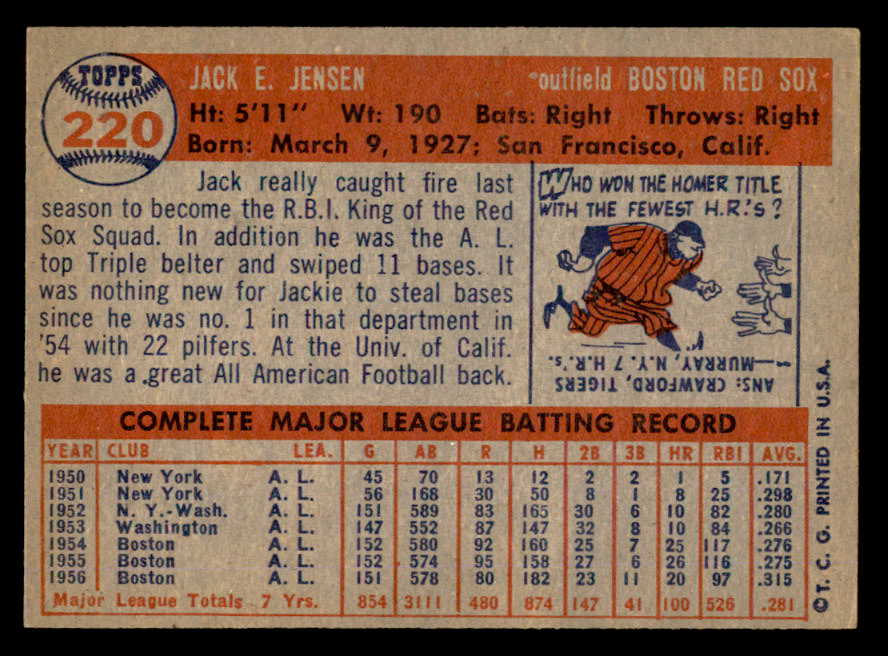 TOPPS
220
JACK E. JENSEN outfield BOSTON RED SOX
Ht: 5'11" Wt: 190 Bats: Right Throws: Right
Born: March 9, 1927: San Francisco, Calif.
Jack really caught fire last
season to become the R.B.I. King of the Red
Sox Squad. In addition he was the A. L.
top Triple belter and swiped 11 bases. It
was nothing new for Jackie to steal bases
since he was no. 1 in that department in
'54 with 22 pilfers. At the Univ. of Calif.
he was a great All American Football back.
WHO WON THE HOMER TITLE
WITH THE FEWEST H.R.'S ?
ANS: CRAWFORD, TIGERS
—MURRAY, N.Y. 7 H.R.'s.
COMPLETE MAJOR LEAGUE BATTING RECORD
YEAR CLUB LEA. G AB R H 2B 3B HR RBI AVG.
1950 New York A. L. 45 70 13 12 2 2 1 5 .171
1951 New York A. L. 56 168 30 50 8 1 8 25 .298
1952 N. Y.-Wash. A. L. 151 589 83 165 30 6 10 82 .280
1953 Washington A. L. 147 552 87 147 32 8 10 84 .266
1954 Boston A. L. 152 580 92 160 25 7 25 117 .276
1955 Boston A. L. 152 574 95 158 27 6 26 116 .275
1956 Boston A. L. 151 578 80 182 23 11 20 97 .315
Major League Totals 7 Yrs. 854 3111 480 874 147 41 100 526 .281
© T. C. G. PRINTED IN U.S.A.